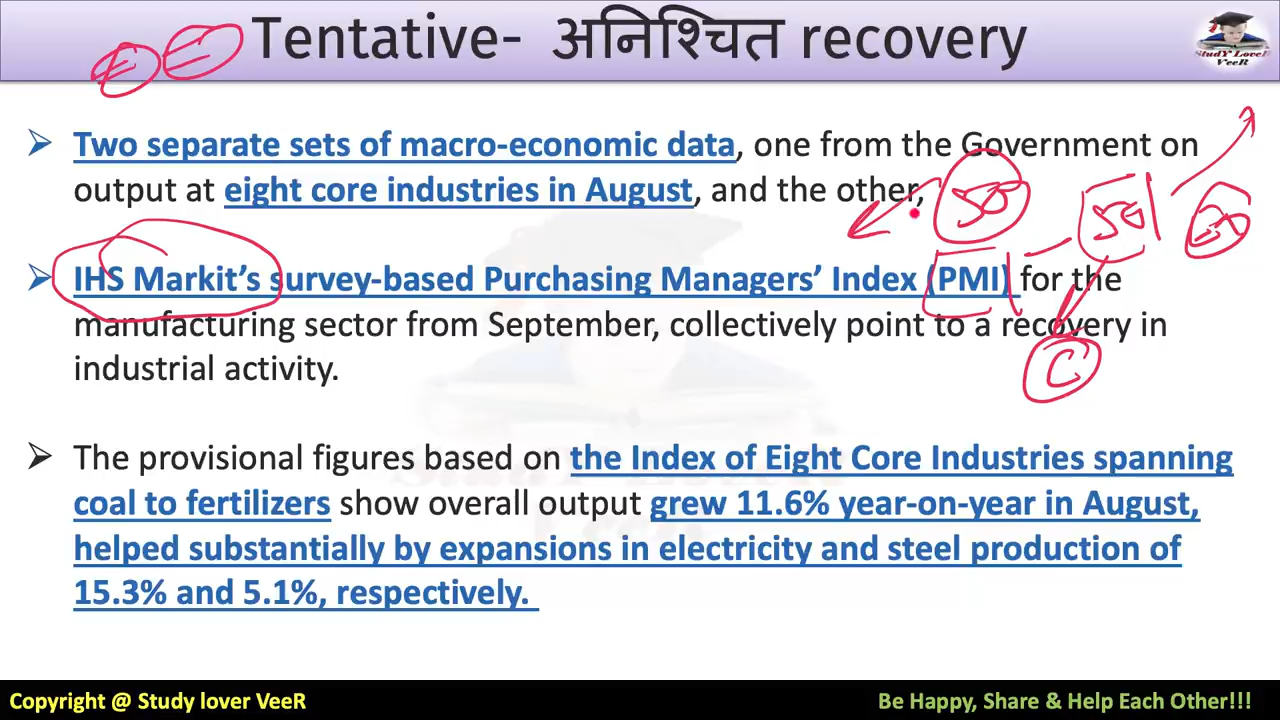 Tentative- अनिश्चित recovery
StudY LoveR
VeeR
Two separate sets of macro-economic data, one from the Government on
output at eight core industries in August, and the other,
50
50
IHS Markit's survey-based Purchasing Managers' Index (PMI) for the
manufacturing sector from September, collectively point to a recovery in
industrial activity.
C
The provisional figures based on the Index of Eight Core Industries spanning
coal to fertilizers show overall output grew 11.6% year-on-year in August,
helped substantially by expansions in electricity and steel production of
15.3% and 5.1%, respectively.
Copyright @ Study lover VeeR
Be Happy, Share & Help Each Other!!!